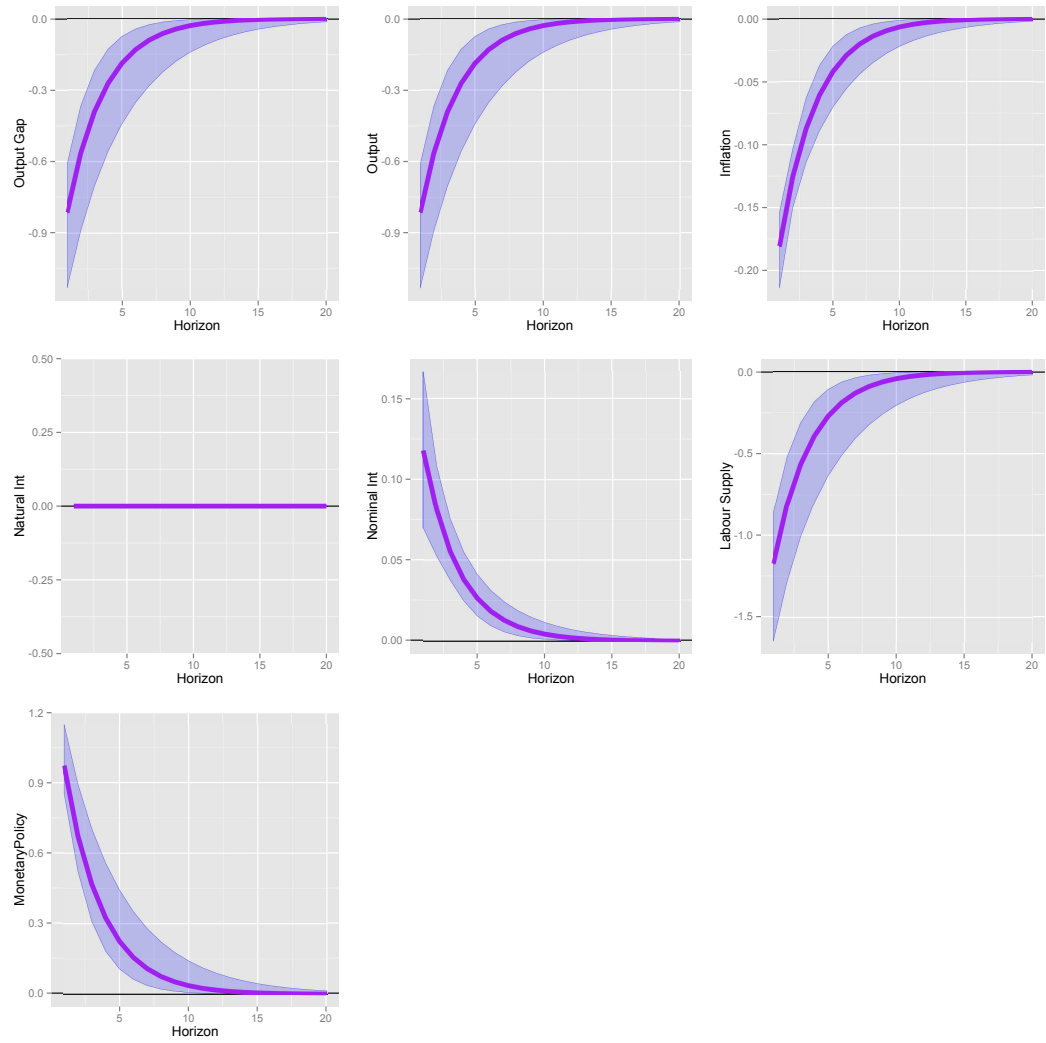 0.0
-0.3
-0.6
-0.9
Output Gap
5 10 15 20
Horizon
0.0
-0.3
-0.6
-0.9
Output
5 10 15 20
Horizon
0.00
-0.05
-0.10
-0.15
-0.20
Inflation
5 10 15 20
Horizon
0.50
0.25
0.00
-0.25
-0.50
Natural Int
5 10 15 20
Horizon
0.15
0.10
0.05
0.00
Nominal Int
5 10 15 20
Horizon
0.0
-0.5
-1.0
-1.5
Labour Supply
5 10 15 20
Horizon
1.2
0.9
0.6
0.3
0.0
MonetaryPolicy
5 10 15 20
Horizon